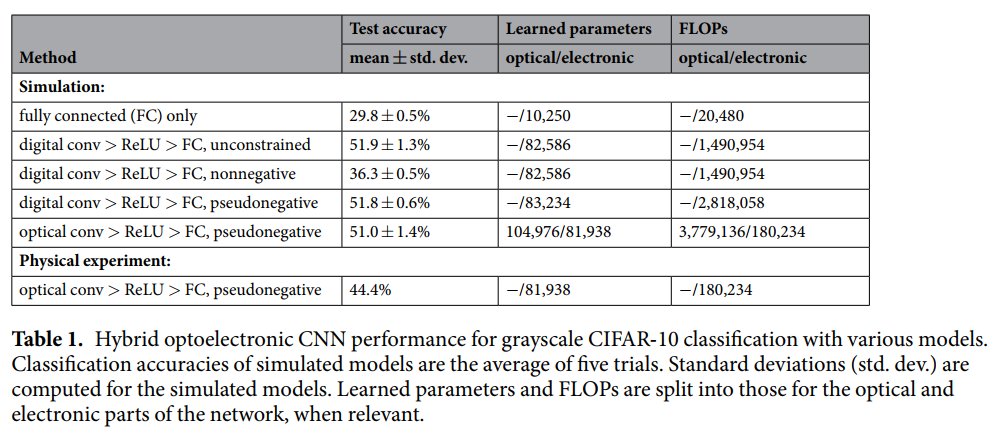 Method Test accuracy Learned parameters FLOPs
mean ± std. dev. optical/electronic optical/electronic
Simulation:
fully connected (FC) only 29.8 ± 0.5% −/10,250 −/20,480
digital conv > ReLU > FC, unconstrained 51.9 ± 1.3% −/82,586 −/1,490,954
digital conv > ReLU > FC, nonnegative 36.3 ± 0.5% −/82,586 −/1,490,954
digital conv > ReLU > FC, pseudonegative 51.8 ± 0.6% −/83,234 −/2,818,058
optical conv > ReLU > FC, pseudonegative 51.0 ± 1.4% 104,976/81,938 3,779,136/180,234
Physical experiment:
optical conv > ReLU > FC, pseudonegative 44.4% −/81,938 −/180,234
Table 1. Hybrid optoelectronic CNN performance for grayscale CIFAR-10 classification with various models.
Classification accuracies of simulated models are the average of five trials. Standard deviations (std. dev.) are
computed for the simulated models. Learned parameters and FLOPs are split into those for the optical and
electronic parts of the network, when relevant.